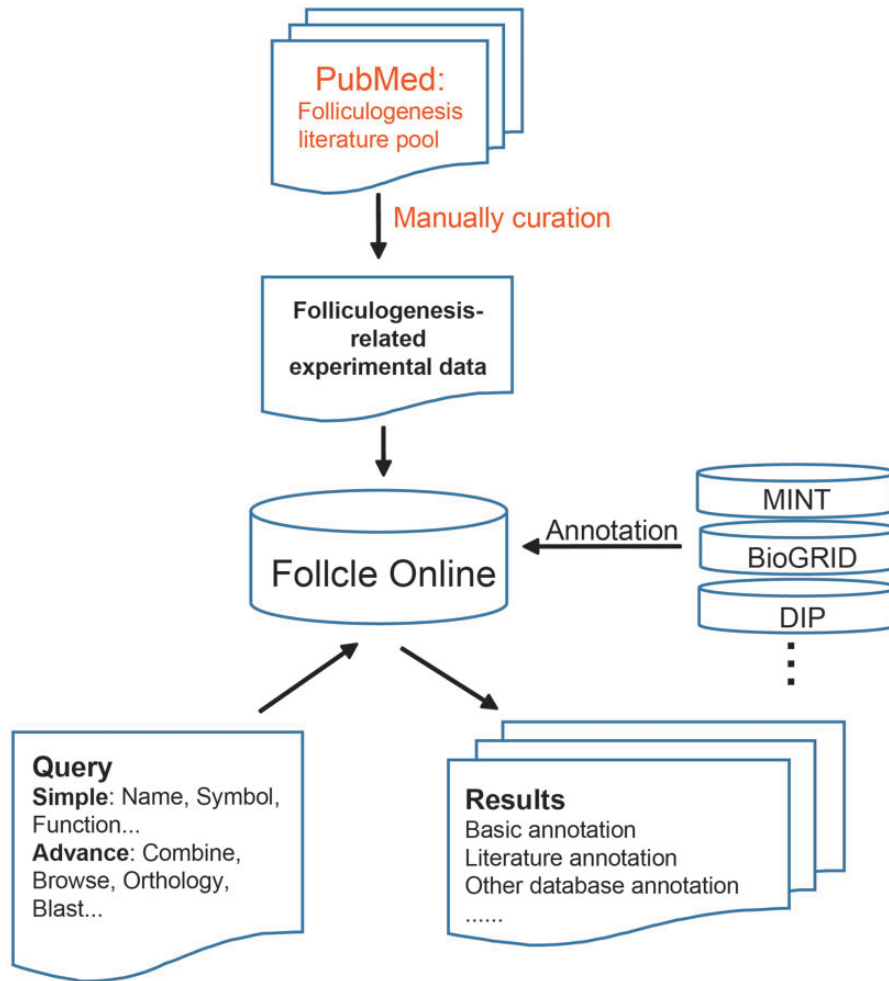 PubMed:
Folliculogenesis
literature pool
Manually curation
Folliculogenesis-
related
experimental data
Follcle Online
Annotation
MINT
BioGRID
DIP
Query
Simple: Name, Symbol,
Function...
Advance: Combine,
Browse, Orthology,
Blast...
Results
Basic annotation
Literature annotation
Other database annotation
......